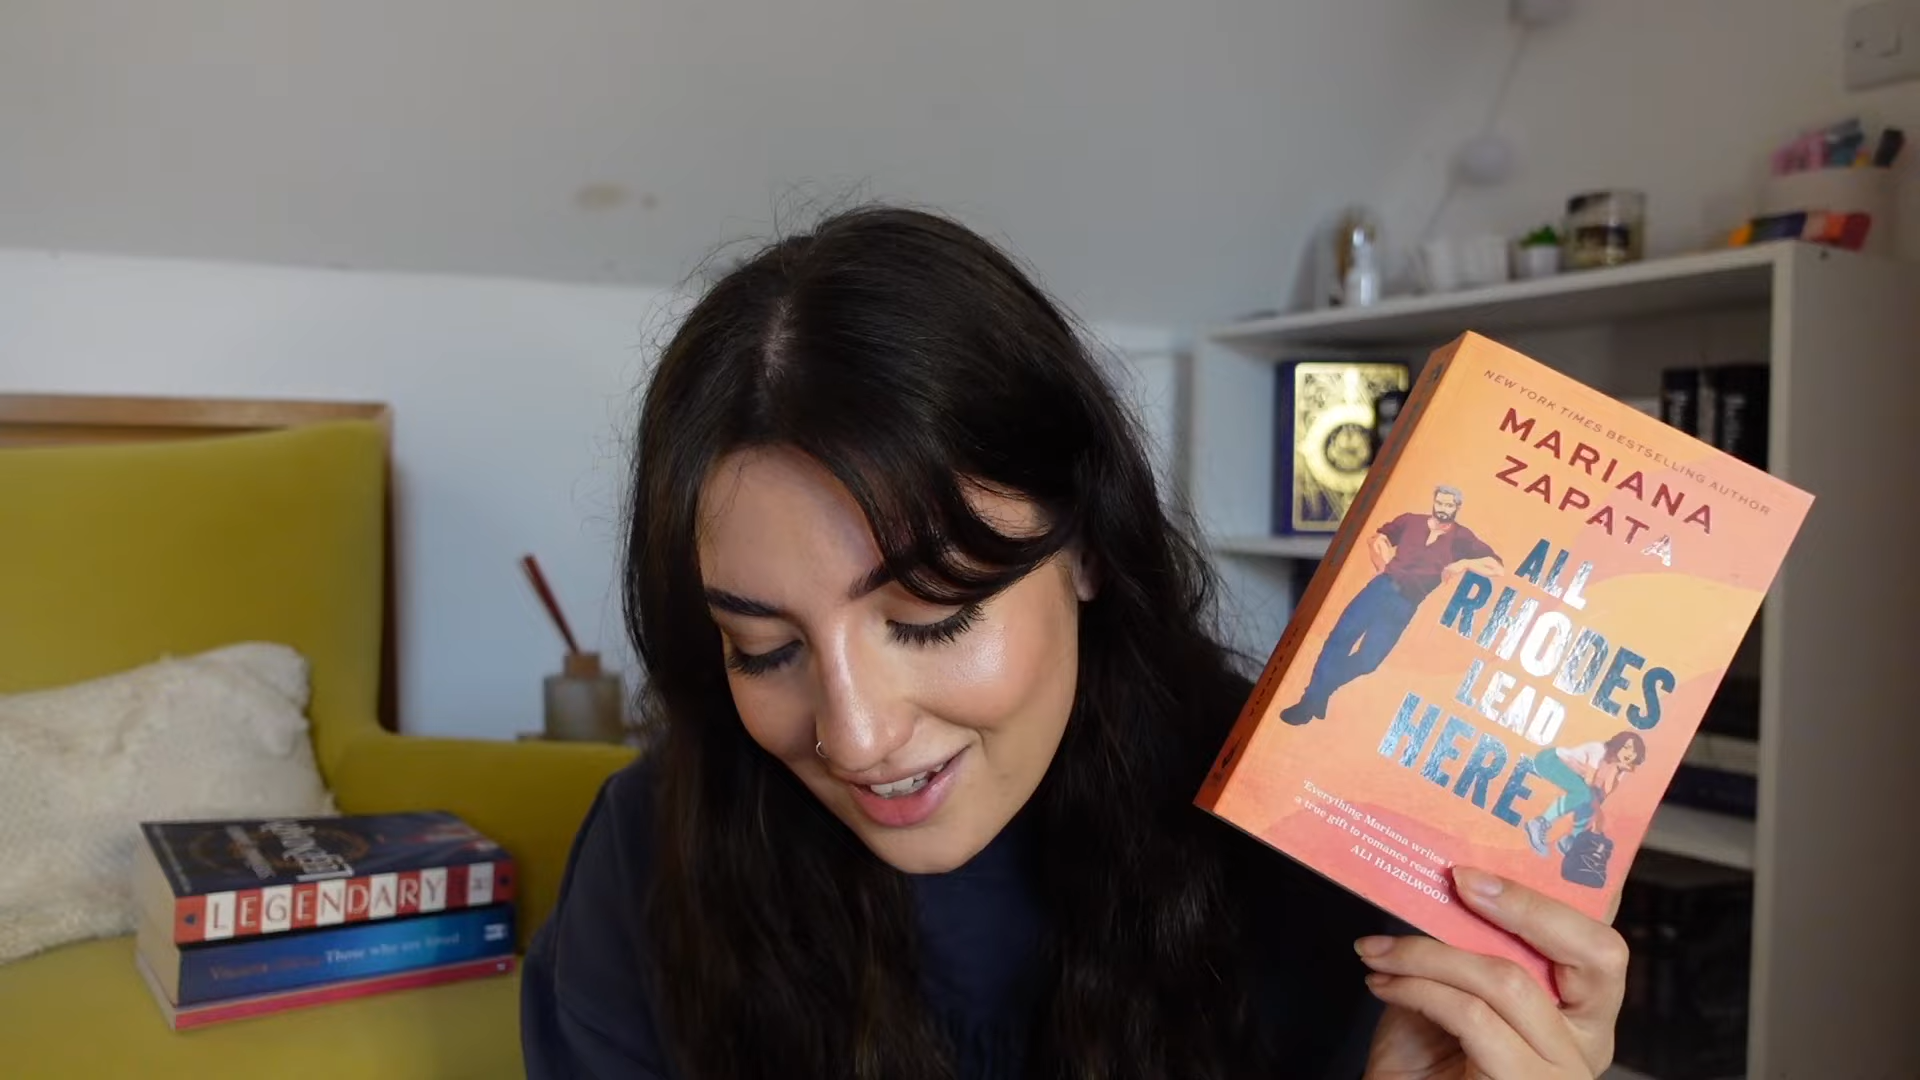 NEW YORK TIMES BESTSELLING AUTHOR
MARIANA
ZAPATA
ALL
RHODES
LEAD
HERE
'Everything Mariana writes
a true gift to romance readers
ALI HAZELWOOD
LEGENDARY
Those who are loved